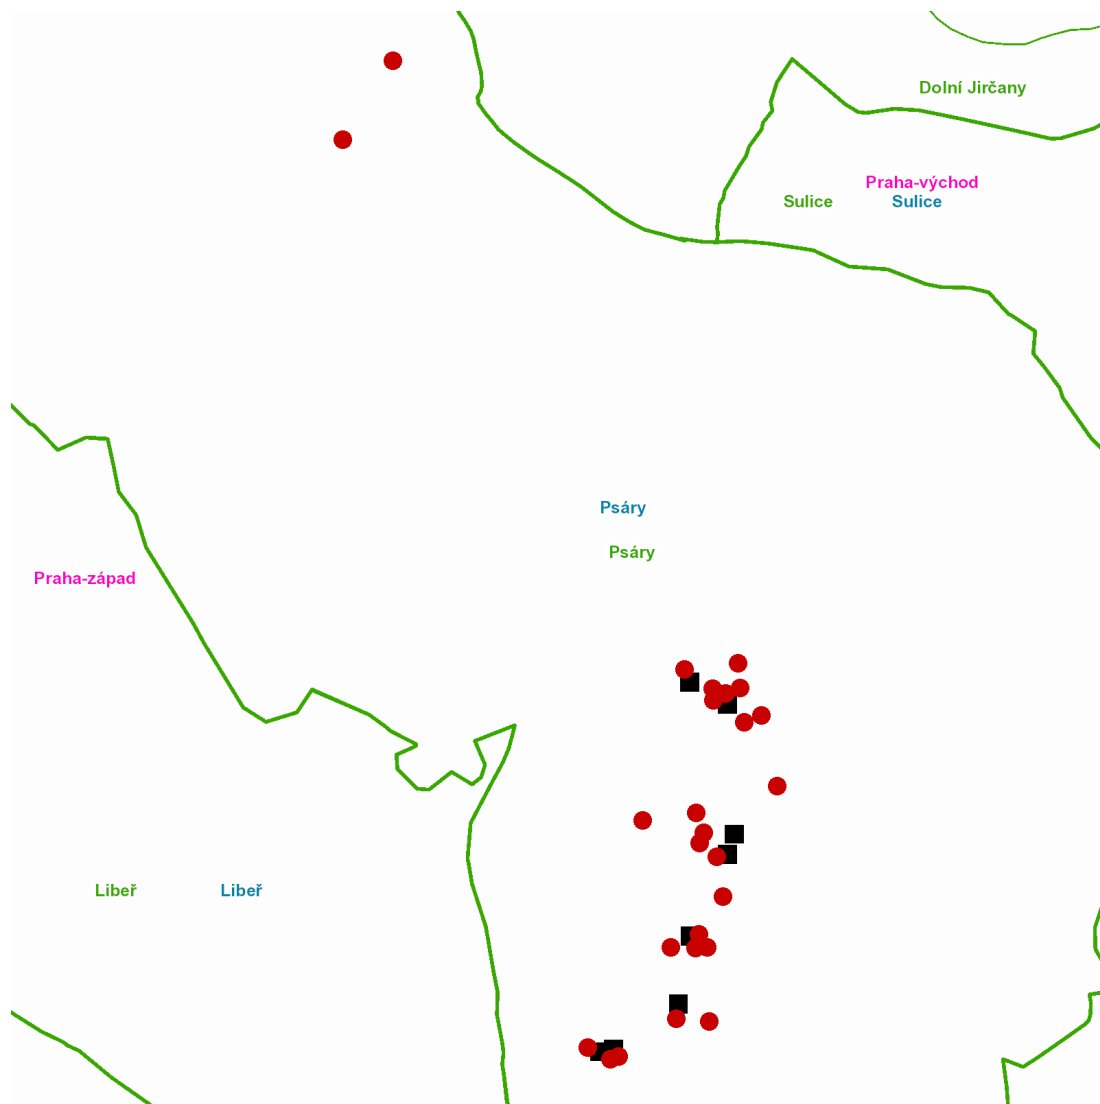 Dolní Jirčany
Praha-východ
Sulice
Sulice
Psáry
Psáry
Praha-západ
Libeř
Libeř